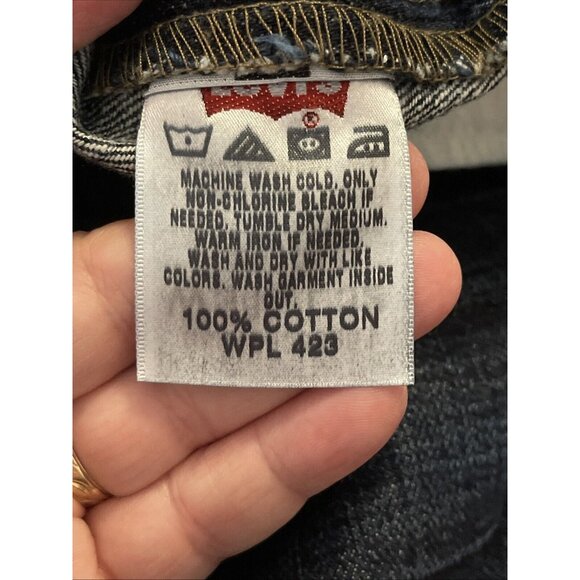 Levi's
®
MACHINE WASH COLD. ONLY
NON-CHLORINE BLEACH IF
NEEDED. TUMBLE DRY MEDIUM.
WARM IRON IF NEEDED.
WASH AND DRY WITH LIKE
COLORS. WASH GARMENT INSIDE
OUT.
100% COTTON
WPL 423